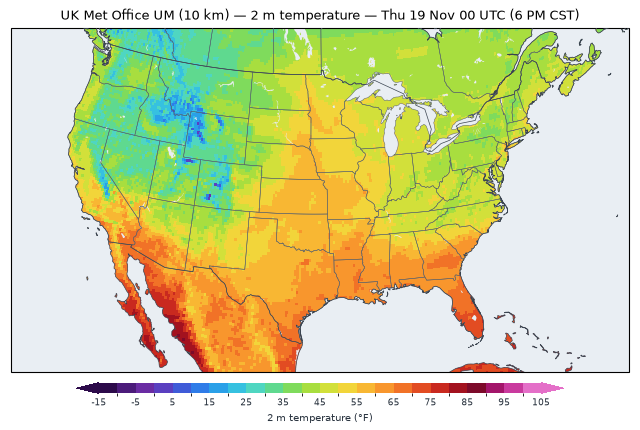 UK Met Office UM (10 km) — 2 m temperature — Thu 19 Nov 00 UTC (6 PM CST)
-15 -5 5 15 25 35 45 55 65 75 85 95 105
2 m temperature (°F)